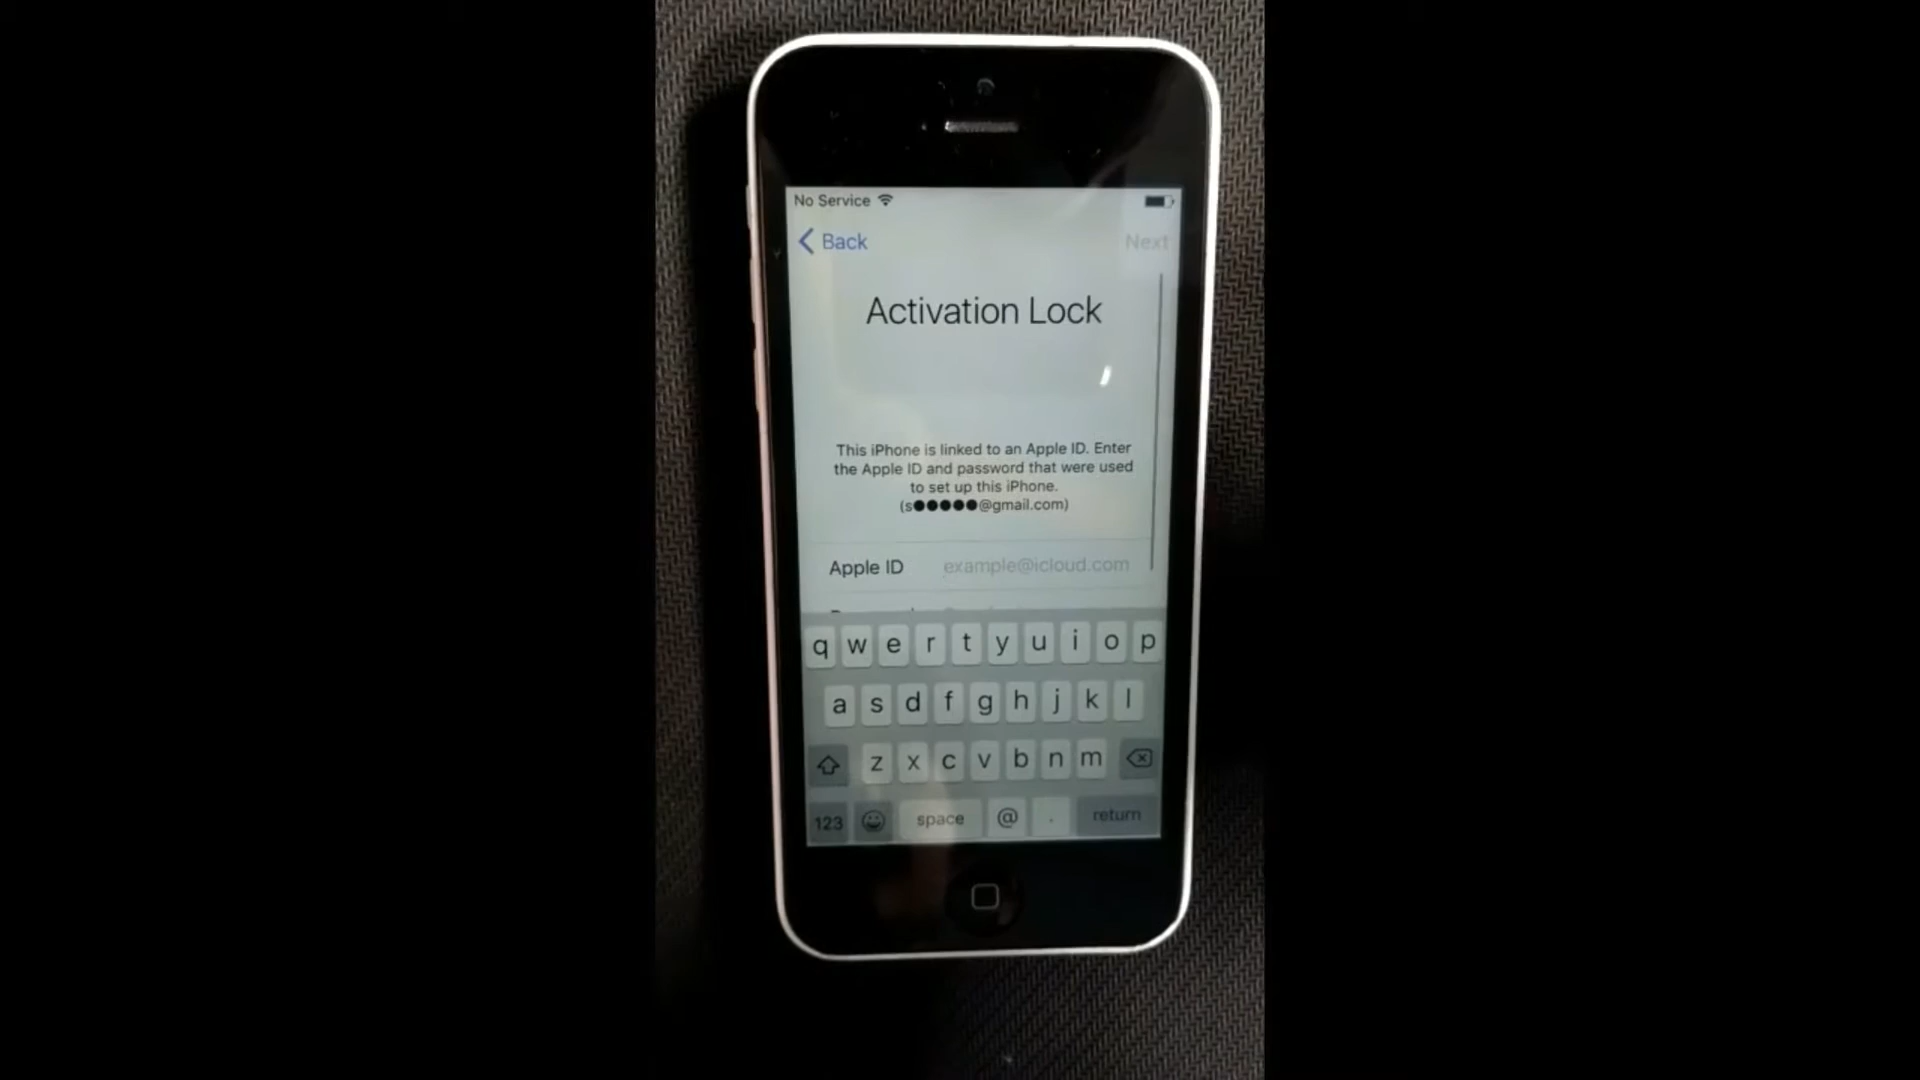 No Service
Back
Next
Activation Lock
This iPhone is linked to an Apple ID. Enter
the Apple ID and password that were used
to set up this iPhone.
(s●●●●●@gmail.com)
Apple ID example@icloud.com
q w e r t y u i o p
a s d f g h j k l
z x c v b n m
123 space @ . return